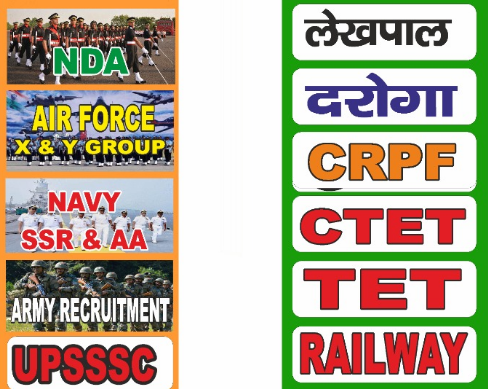 NDA
AIR FORCE
X & Y GROUP
NAVY
SSR & AA
ARMY RECRUITMENT
UPSSSC
लेखपाल
दरोगा
CRPF
CTET
TET
RAILWAY